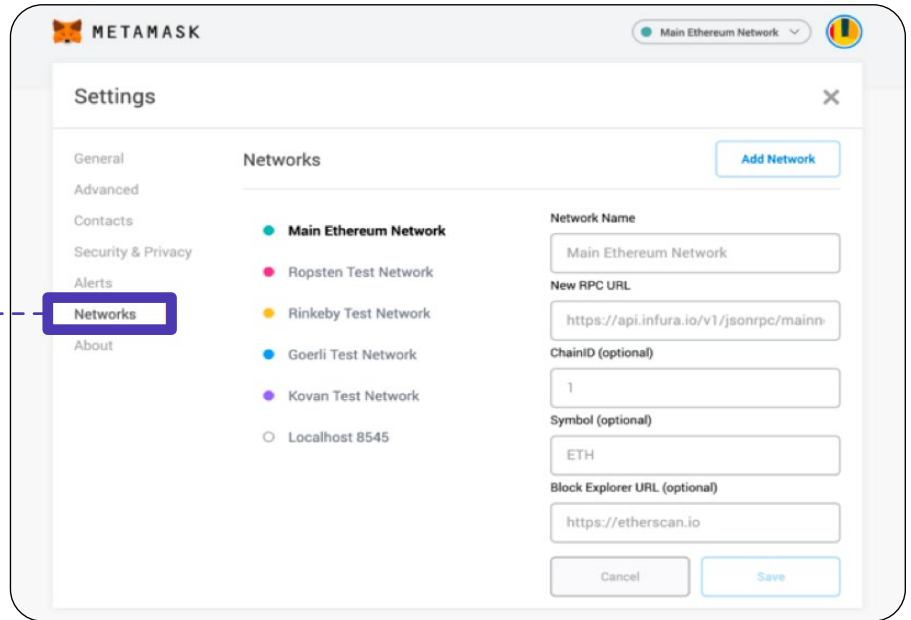 METAMASK
Main Ethereum Network
Settings
General
Advanced
Contacts
Security & Privacy
Alerts
Networks
About
Networks
Add Network
Main Ethereum Network
Ropsten Test Network
Rinkeby Test Network
Goerli Test Network
Kovan Test Network
Localhost 8545
Network Name
Main Ethereum Network
New RPC URL
https://api.infura.io/v1/jsonrpc/mainn
ChainID (optional)
1
Symbol (optional)
ETH
Block Explorer URL (optional)
https://etherscan.io
Cancel
Save